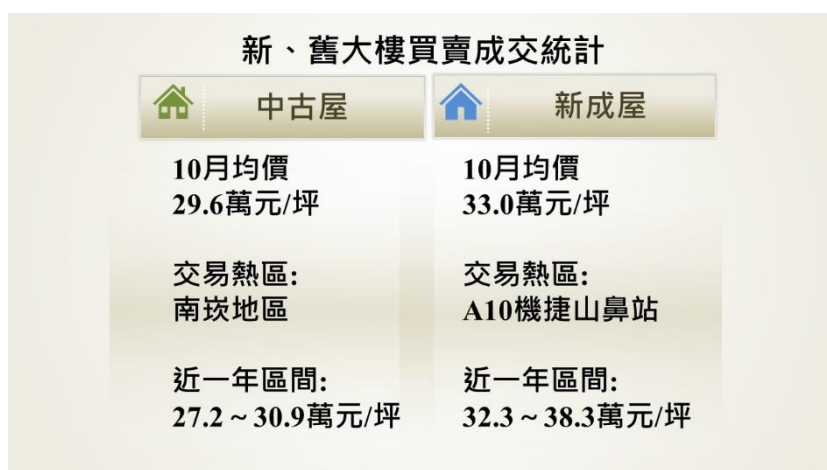 新、舊大樓買賣成交統計
中古屋
10月均價
29.6萬元/坪
交易熱區:
南崁地區
近一年區間:
27.2～30.9萬元/坪
新成屋
10月均價
33.0萬元/坪
交易熱區:
A10機捷山鼻站
近一年區間:
32.3～38.3萬元/坪